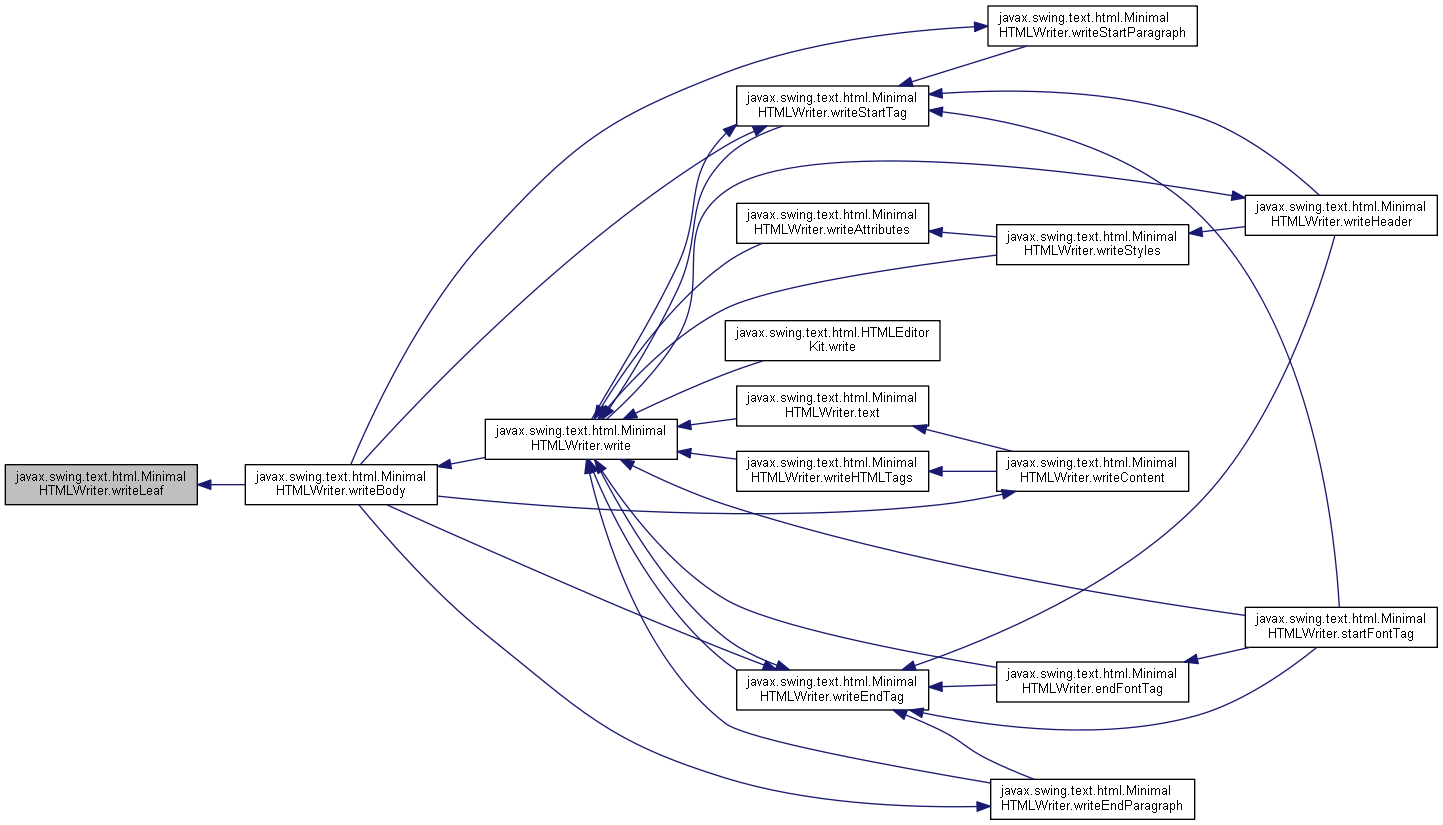 javax.swing.text.html.Minimal
HTMLWriter.writeStartParagraph
javax.swing.text.html.Minimal
HTMLWriter.writeStartTag
javax.swing.text.html.Minimal
HTMLWriter.writeHeader
javax.swing.text.html.Minimal
HTMLWriter.writeAttributes
javax.swing.text.html.Minimal
HTMLWriter.writeStyles
javax.swing.text.html.HTMLEditor
Kit.write
javax.swing.text.html.Minimal
HTMLWriter.text
javax.swing.text.html.Minimal
HTMLWriter.write
javax.swing.text.html.Minimal
HTMLWriter.writeHTMLTags
javax.swing.text.html.Minimal
HTMLWriter.writeContent
javax.swing.text.html.Minimal
HTMLWriter.writeLeaf
javax.swing.text.html.Minimal
HTMLWriter.writeBody
javax.swing.text.html.Minimal
HTMLWriter.startFontTag
javax.swing.text.html.Minimal
HTMLWriter.endFontTag
javax.swing.text.html.Minimal
HTMLWriter.writeEndTag
javax.swing.text.html.Minimal
HTMLWriter.writeEndParagraph